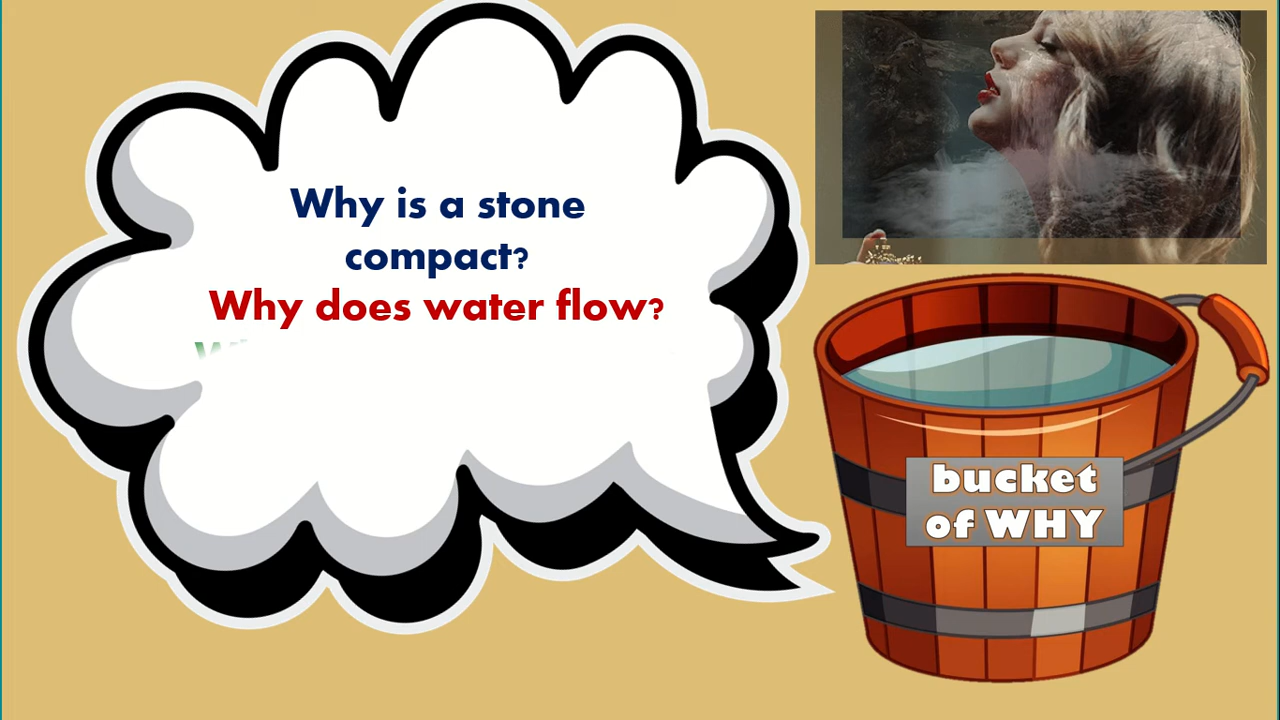 Why is a stone
compact?
Why does water flow?
bucket
of WHY